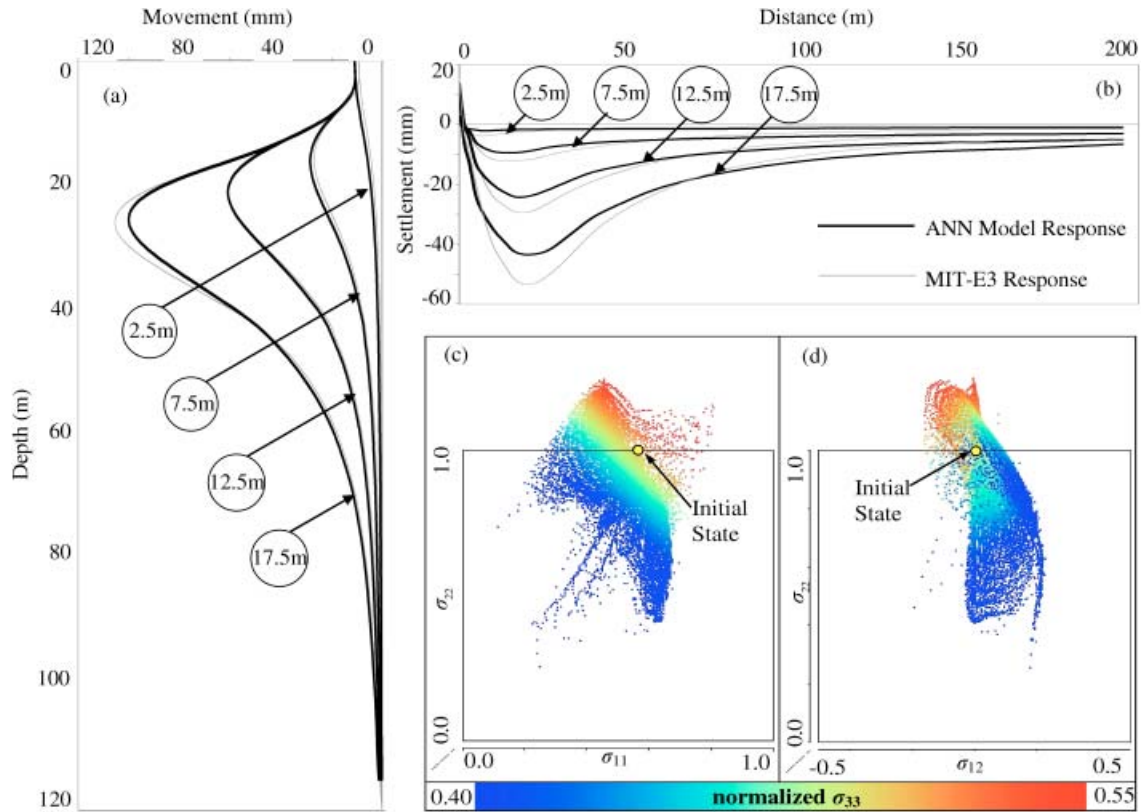 Movement (mm)
120 80 40 0
Distance (m)
0 50 100 150 200
(a)
0
20
40
60
80
100
120
Depth (m)
2.5m
7.5m
12.5m
17.5m
20
0
-20
-40
-60
Settlement (mm)
2.5m 7.5m 12.5m 17.5m
(b)
ANN Model Response
MIT-E3 Response
(c)
1.0
Initial
State
σ22
0.0
0.0 σ11 1.0
(d)
1.0
Initial
State
σ22
0.0
-0.5 σ12 0.5
0.40 normalized σ33 0.55